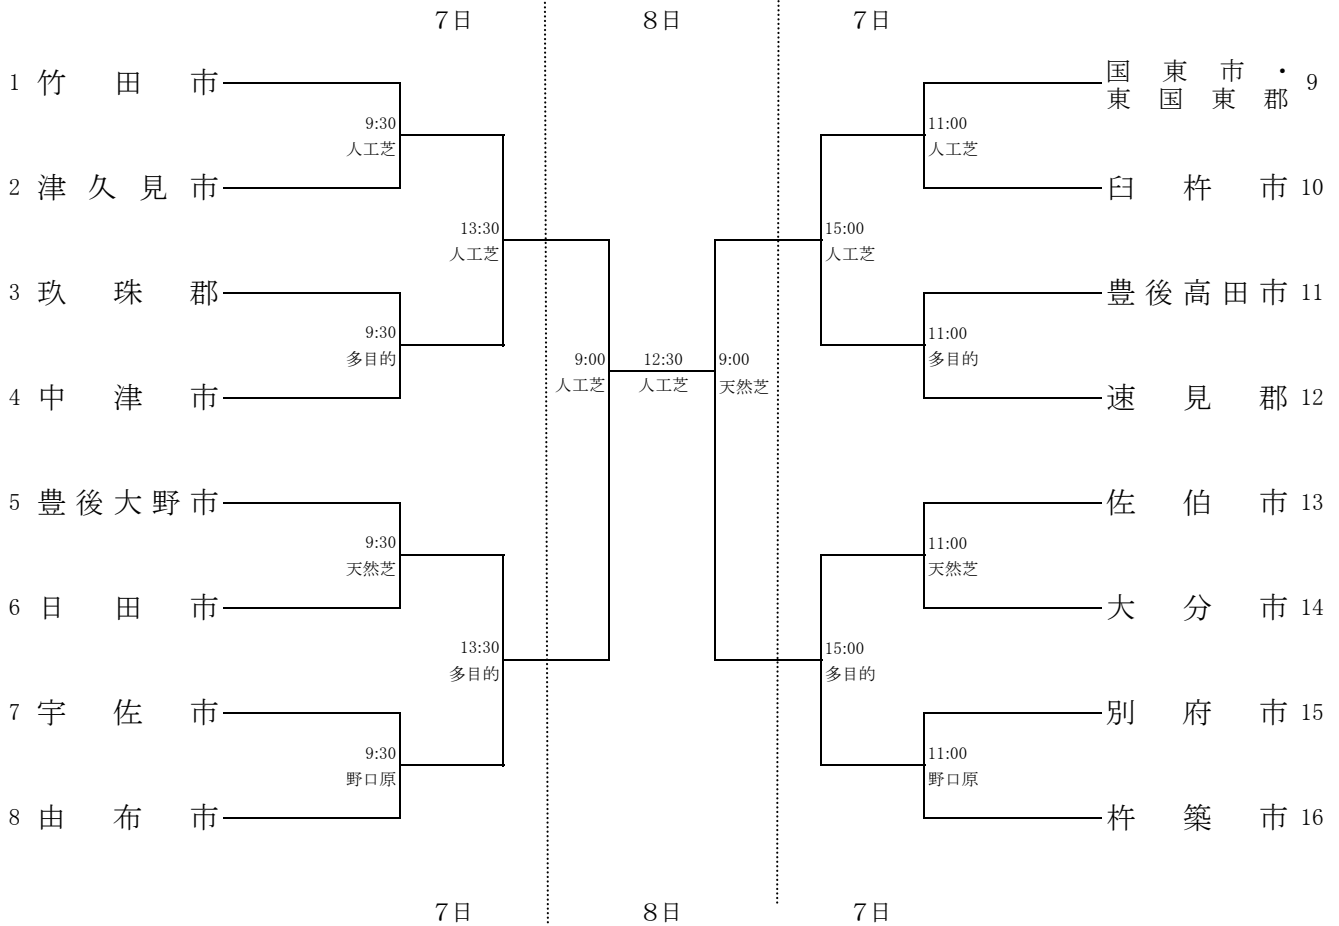 7日 8日 7日
1 竹田市
9:30
人工芝
2 津久見市
13:30
人工芝
3 玖珠郡
9:30
多目的
4 中津市
9:00
人工芝
5 豊後大野市
9:30
天然芝
6 日田市
13:30
多目的
7 宇佐市
9:30
野口原
8 由布市
12:30
人工芝
国東市・
東国東郡 9
11:00
人工芝
臼杵市 10
15:00
人工芝
豊後高田市 11
11:00
多目的
速見郡 12
9:00
天然芝
佐伯市 13
11:00
天然芝
大分市 14
15:00
多目的
別府市 15
11:00
野口原
杵築市 16
7日 8日 7日